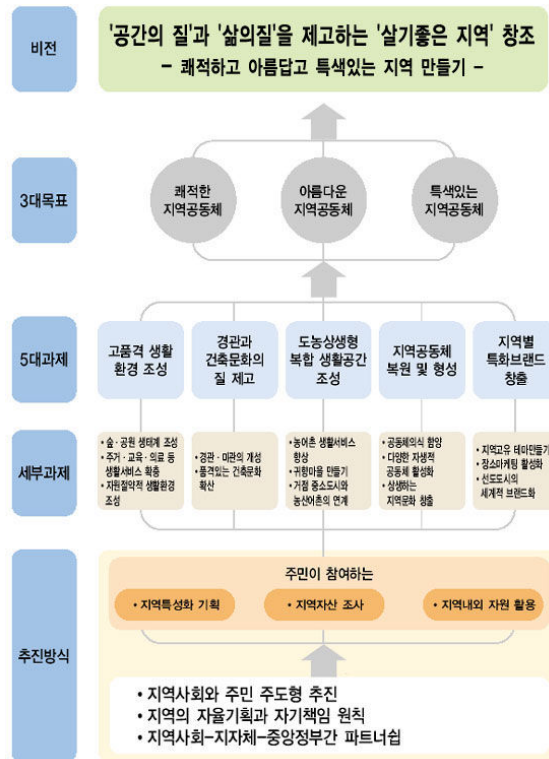 비전
'공간의 질'과 '삶의질'을 제고하는 '살기좋은 지역' 창조
- 쾌적하고 아름답고 특색있는 지역 만들기 -
3대목표
쾌적한
지역공동체
아름다운
지역공동체
특색있는
지역공동체
5대과제
고품격 생활
환경 조성
경관과
건축문화의
질 제고
도농상생형
복합 생활공간
조성
지역공동체
복원 및 형성
지역별
특화브랜드
창출
세부과제
• 숲·공원 생태계 조성
• 주거·교육·의료 등
생활서비스 확충
• 자원절약적 생활환경
조성
• 경관·미관의 개성
• 품격있는 건축문화
확산
• 농어촌 생활서비스
향상
• 귀향마을 만들기
• 거점 중소도시와
농산어촌의 연계
• 공동체의식 함양
• 다양한 자생적
공동체 활성화
• 상생하는
지역문화 창출
• 지역고유 테마만들기
• 장소마케팅 활성화
• 선도도시의
세계적 브랜드화
추진방식
주민이 참여하는
• 지역특성화 기획
• 지역자산 조사
• 지역내외 자원 활용
• 지역사회와 주민 주도형 추진
• 지역의 자율기획과 자기책임 원칙
• 지역사회-지자체-중앙정부간 파트너쉽